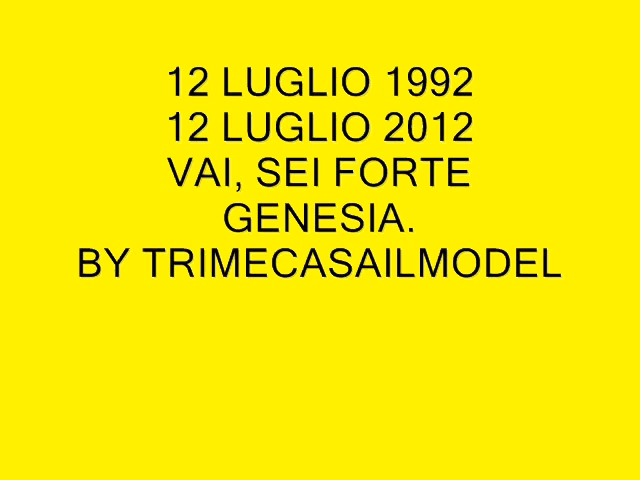 12 LUGLIO 1992
12 LUGLIO 2012
VAI, SEI FORTE
GENESIA.
BY TRIMECASAILMODEL